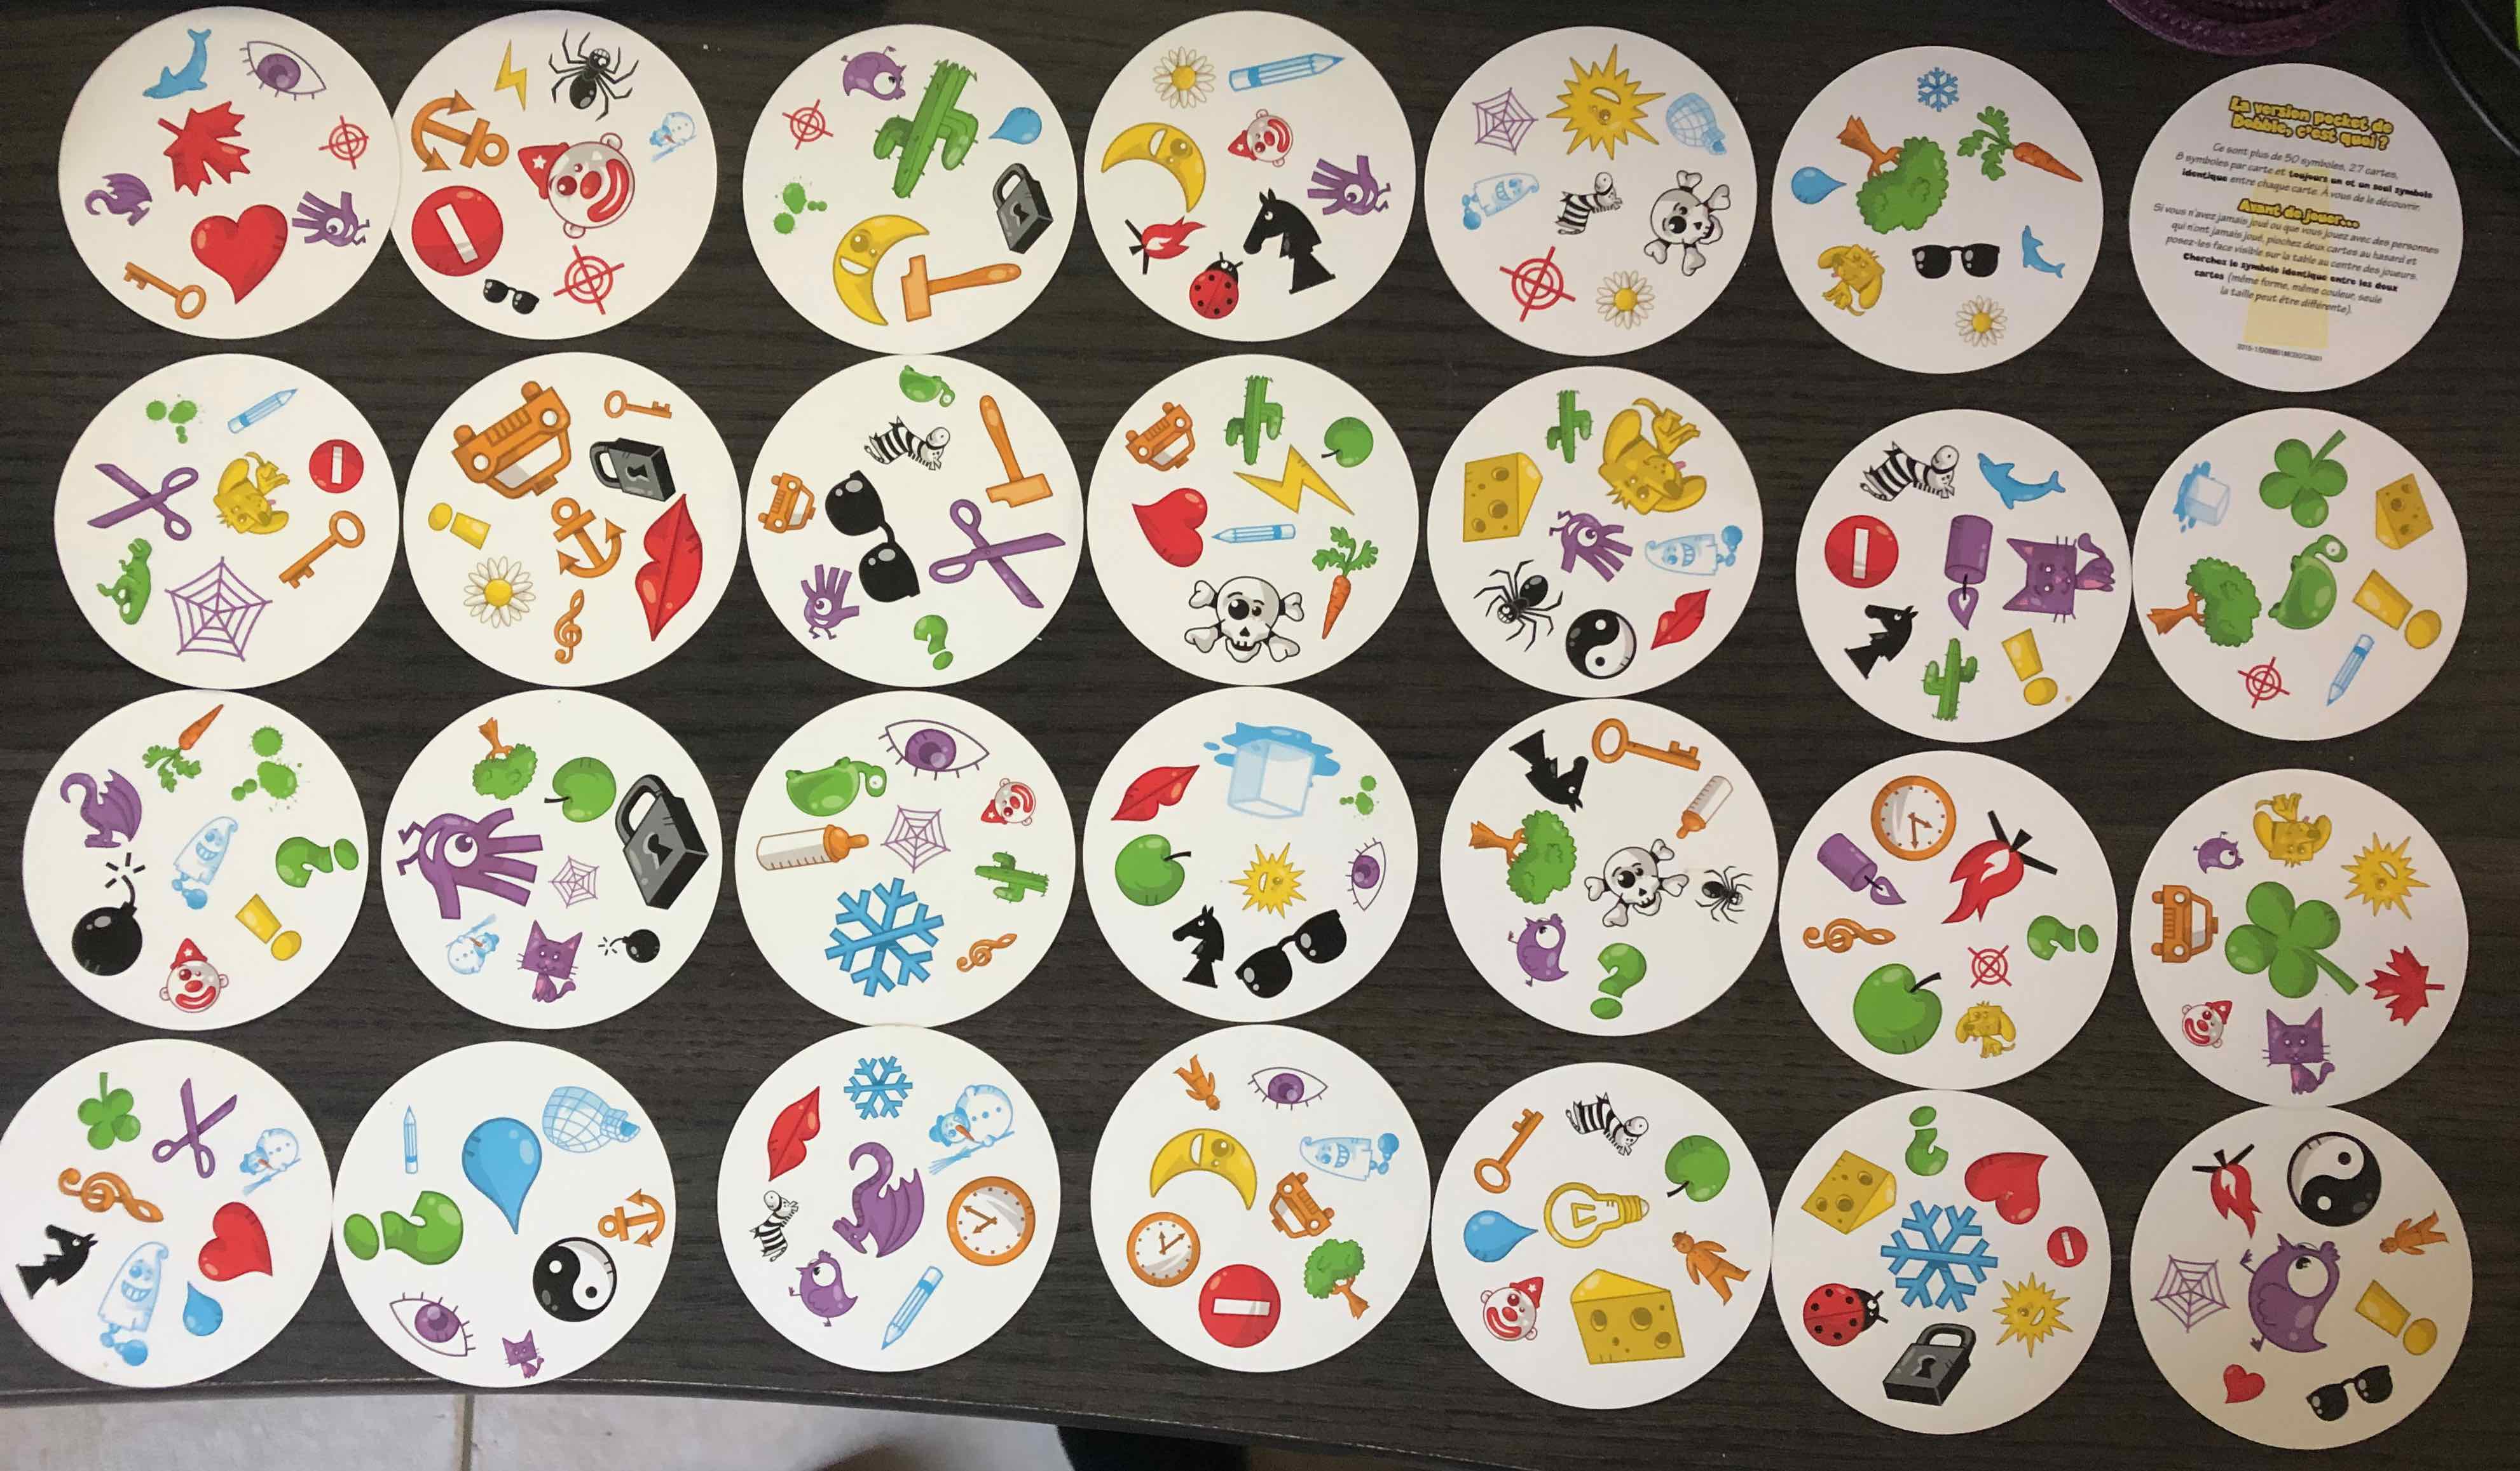 La version pocket de
Dobble, c'est quoi ?
Ce sont plus de 50 symboles, 27 cartes,
8 symboles par carte et toujours un et un seul symbole
identique entre chaque carte. À vous de le découvrir.
Avant de jouer...
Si vous n'avez jamais joué ou que vous jouez avec des personnes
qui n'ont jamais joué, piochez deux cartes au hasard et
posez-les face visible sur la table au centre des joueurs.
Cherchez le symbole identique entre les deux
cartes (même forme, même couleur, seule
la taille peut être différente).